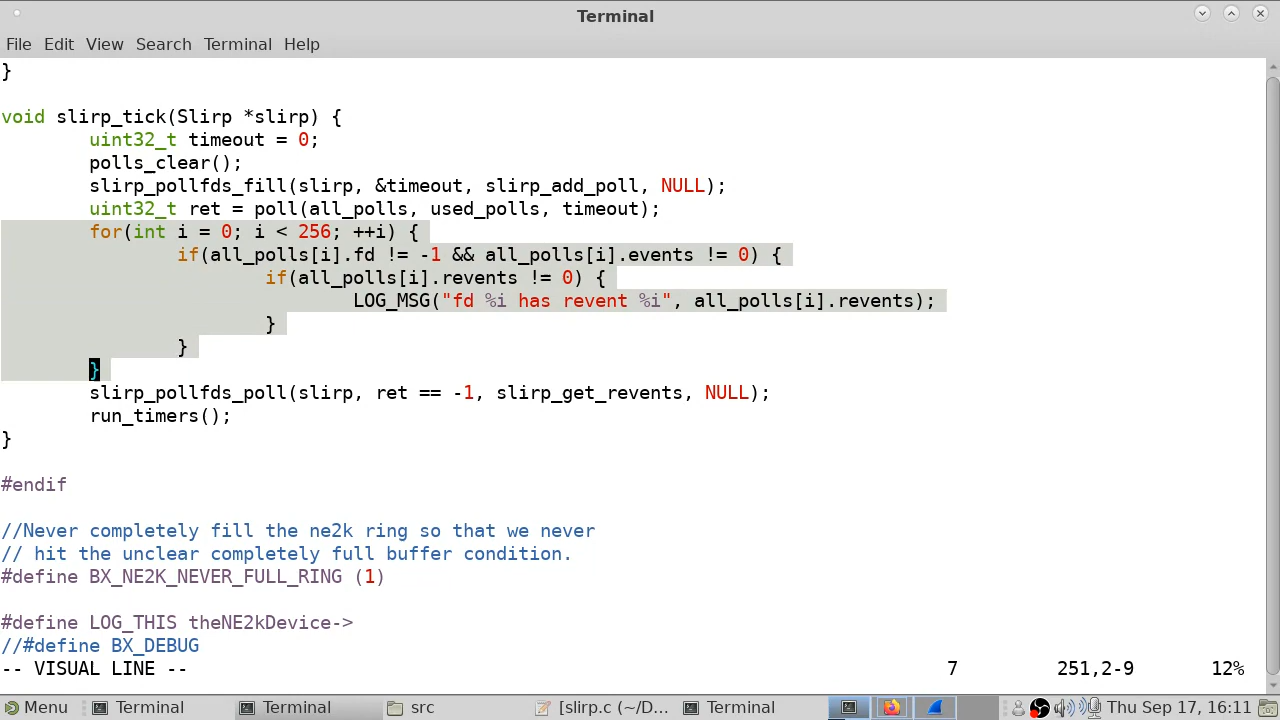 Terminal
File Edit View Search Terminal Help
}
void slirp_tick(Slirp *slirp) {
uint32_t timeout = 0;
polls_clear();
slirp_pollfds_fill(slirp, &timeout, slirp_add_poll, NULL);
uint32_t ret = poll(all_polls, used_polls, timeout);
for(int i = 0; i < 256; ++i) {
if(all_polls[i].fd != -1 && all_polls[i].events != 0) {
if(all_polls[i].revents != 0) {
LOG_MSG("fd %i has revent %i", all_polls[i].revents);
}
}
}
slirp_pollfds_poll(slirp, ret == -1, slirp_get_revents, NULL);
run_timers();
}
#endif
//Never completely fill the ne2k ring so that we never
// hit the unclear completely full buffer condition.
#define BX_NE2K_NEVER_FULL_RING (1)
#define LOG_THIS theNE2kDevice->
//#define BX_DEBUG
-- VISUAL LINE -- 7 251,2-9 12%
Menu Terminal Terminal src [slirp.c (~/D... Terminal Thu Sep 17, 16:11